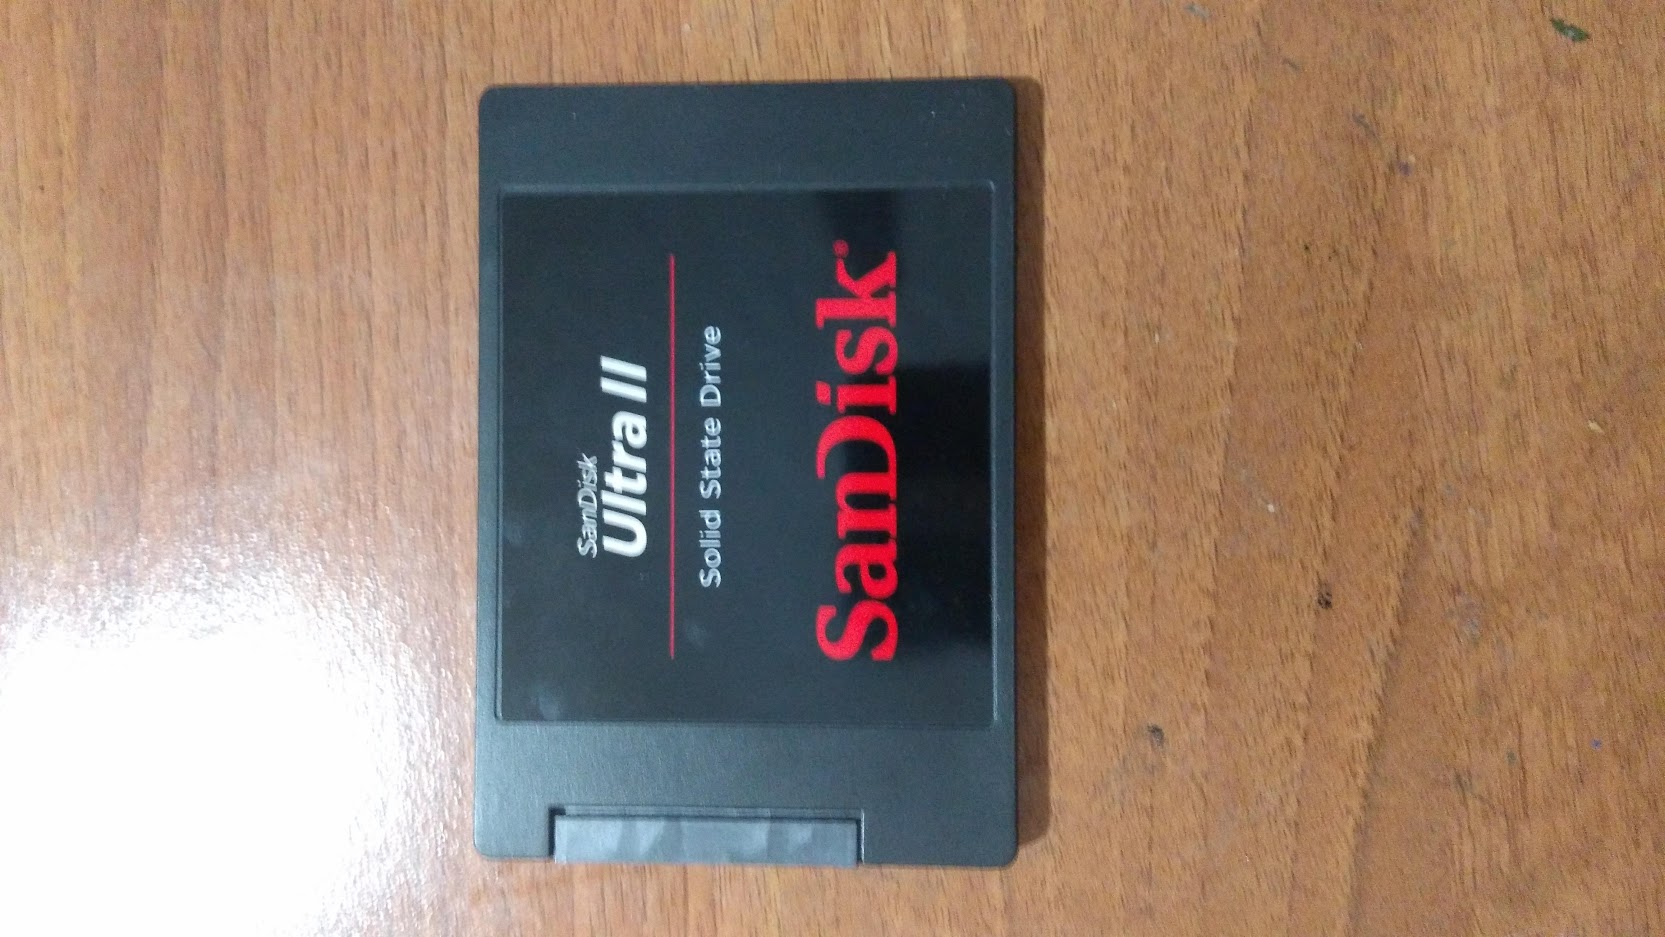 SanDisk
Ultra II
Solid State Drive
SanDisk®